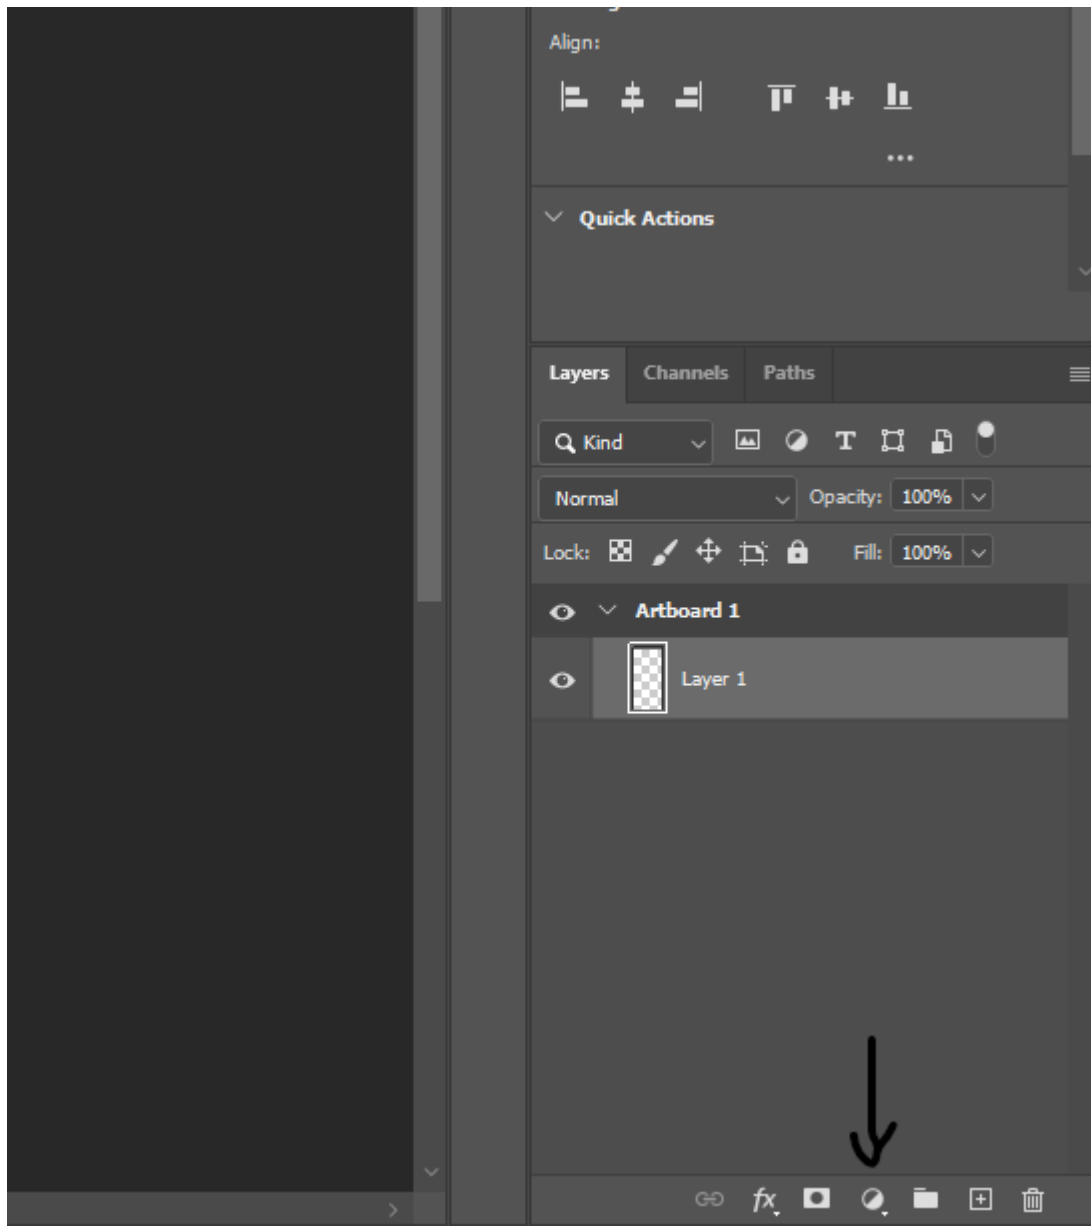 Align:
Quick Actions
Layers Channels Paths
Kind T
Normal Opacity: 100%
Lock: Fill: 100%
Artboard 1
Layer 1
fx